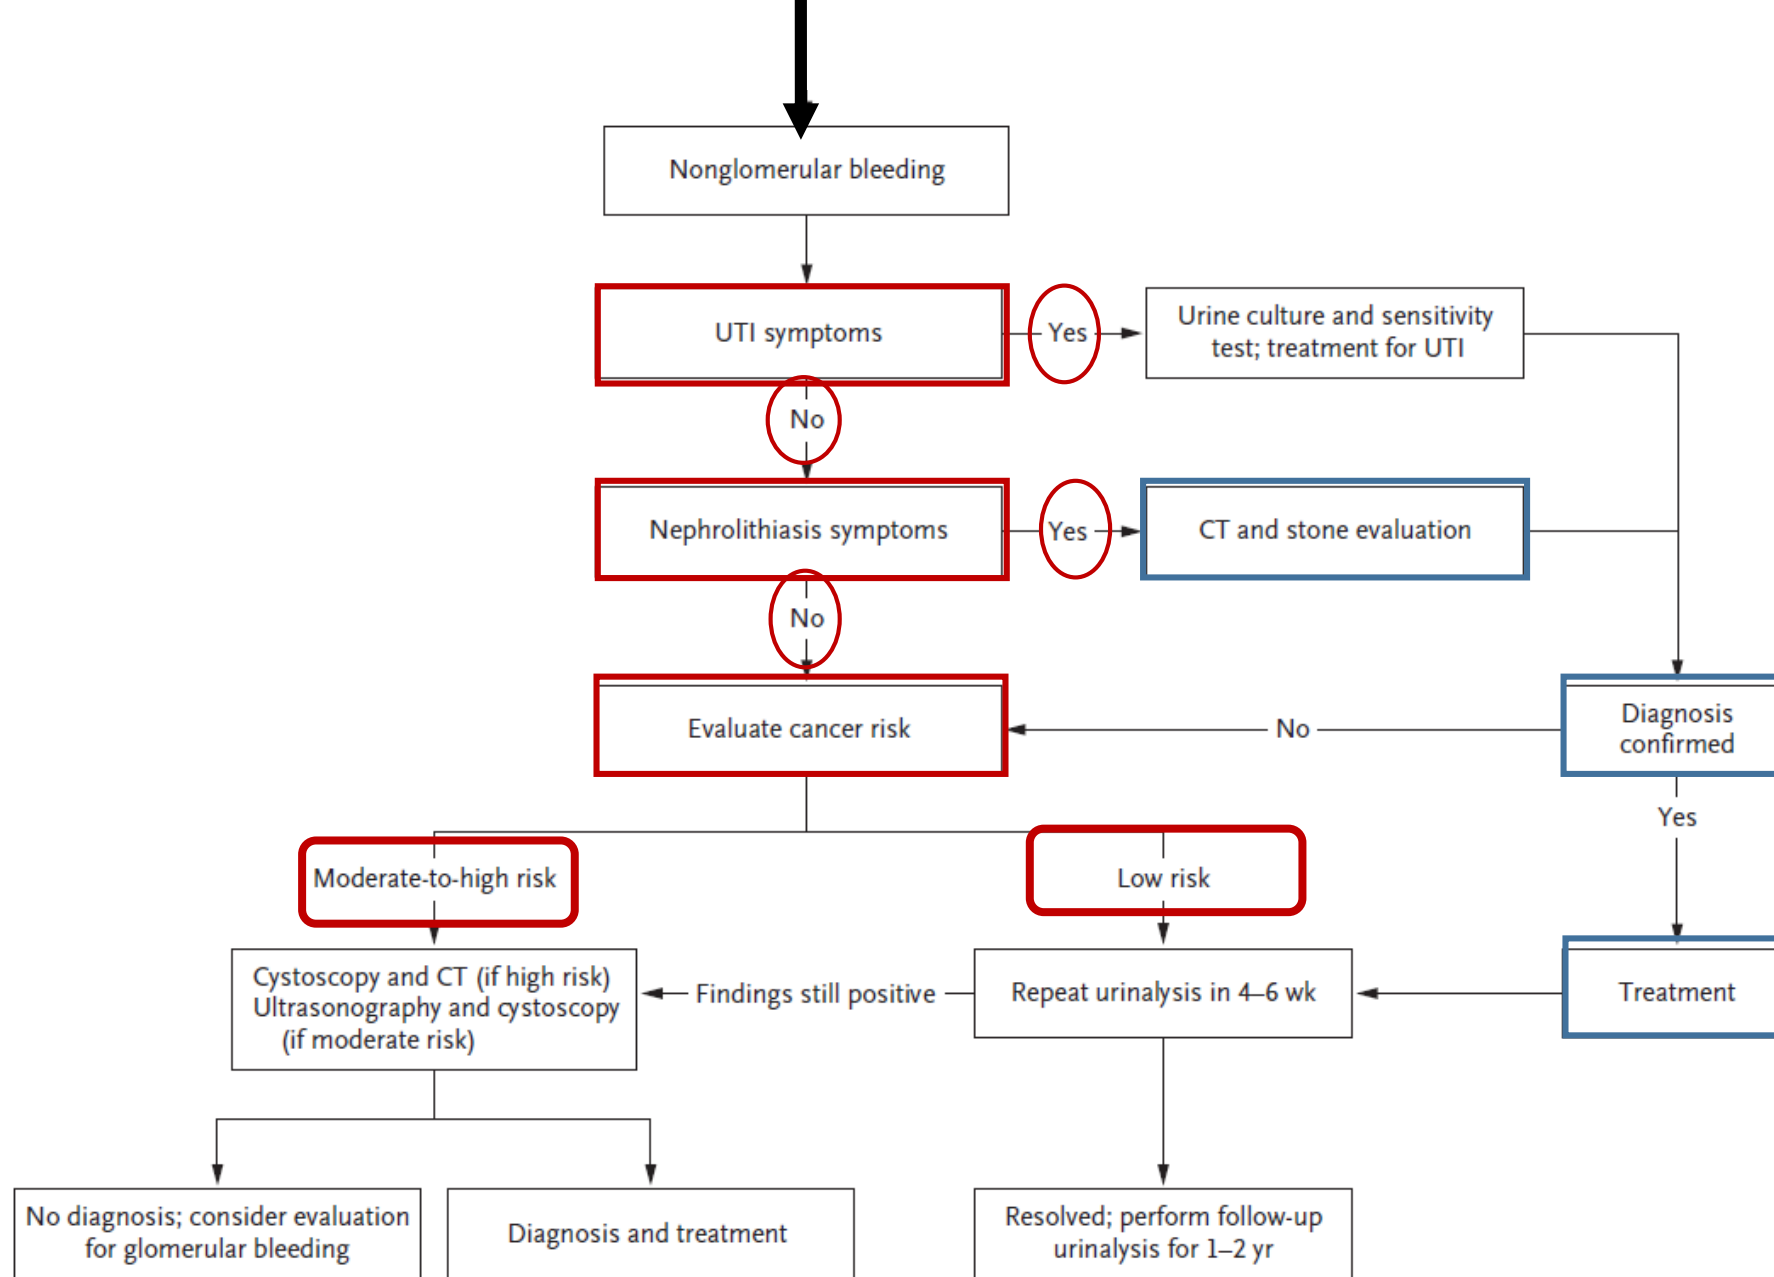 Nonglomerular bleeding
UTI symptoms
Yes
Urine culture and sensitivity
test; treatment for UTI
No
Nephrolithiasis symptoms
Yes
CT and stone evaluation
No
Evaluate cancer risk
No
Diagnosis
confirmed
Yes
Moderate-to-high risk
Low risk
Cystoscopy and CT (if high risk)
Ultrasonography and cystoscopy
(if moderate risk)
Findings still positive
Repeat urinalysis in 4–6 wk
Treatment
No diagnosis; consider evaluation
for glomerular bleeding
Diagnosis and treatment
Resolved; perform follow-up
urinalysis for 1–2 yr